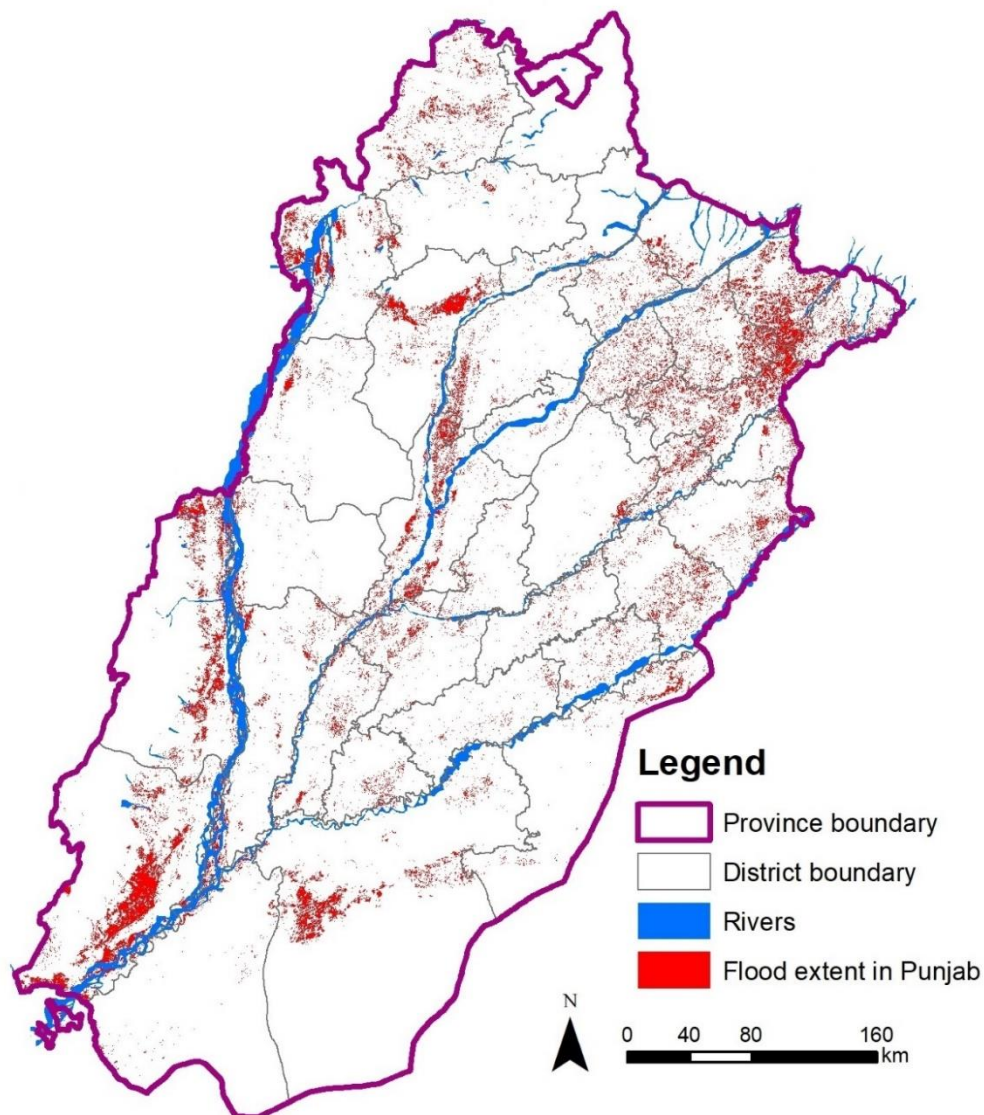 Legend
Province boundary
District boundary
Rivers
Flood extent in Punjab
N
0 40 80 160
km